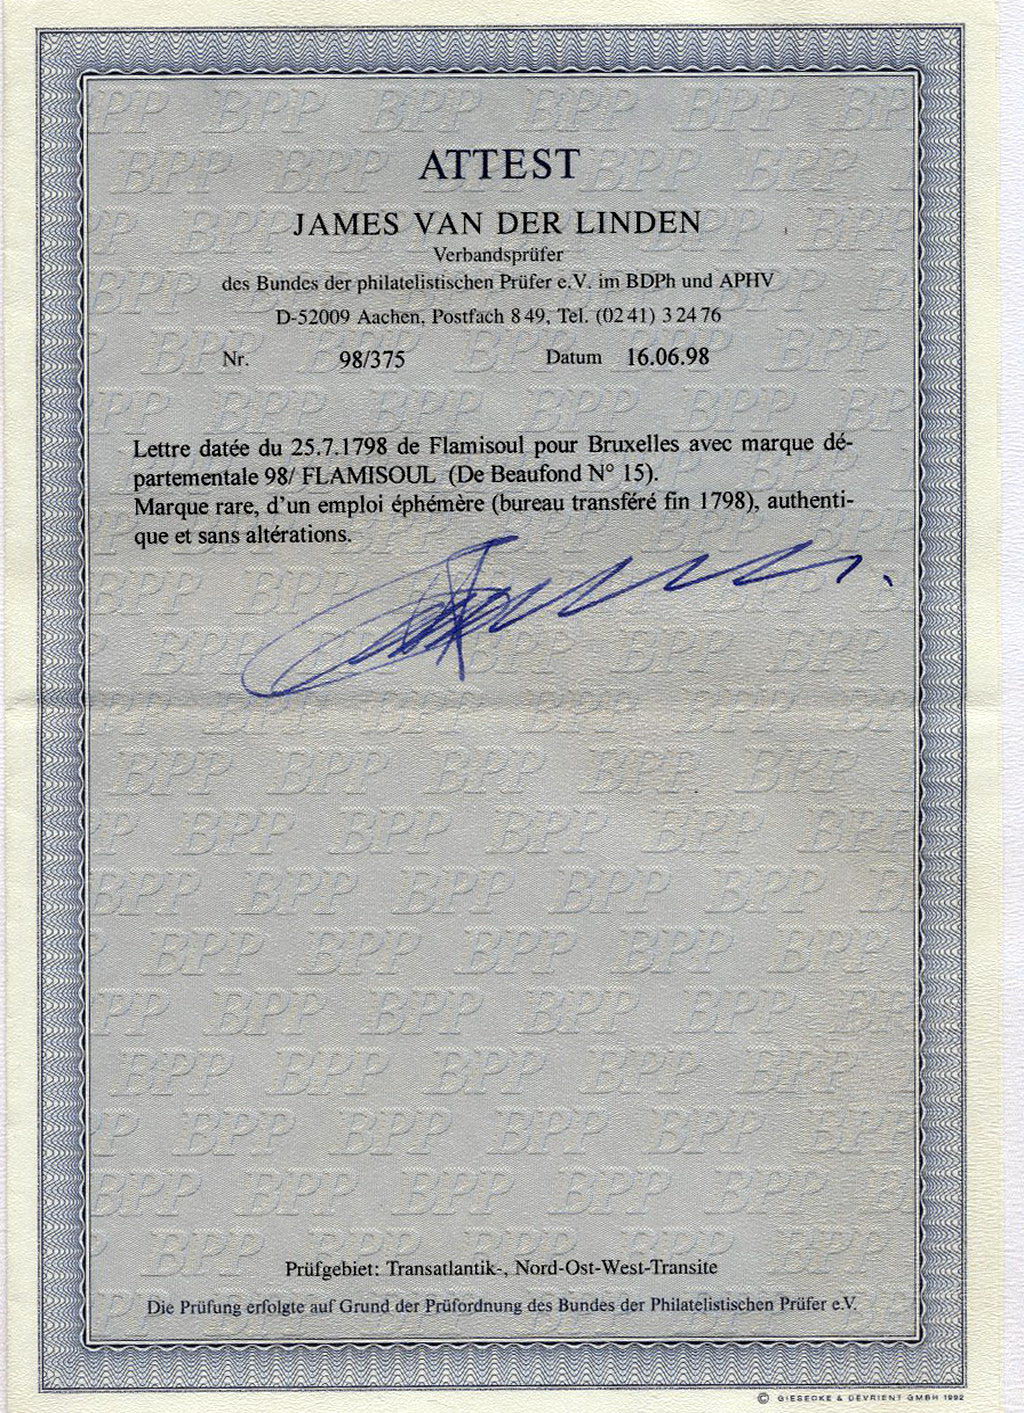 ATTEST
JAMES VAN DER LINDEN
Verbandsprüfer
des Bundes der philatelistischen Prüfer e.V. im BDPh und APHV
D-52009 Aachen, Postfach 8 49, Tel. (02 41) 3 24 76
Nr. 98/375 Datum 16.06.98
Lettre datée du 25.7.1798 de Flamisoul pour Bruxelles avec marque dé-
partementale 98/ FLAMISOUL (De Beaufond N° 15).
Marque rare, d'un emploi éphémère (bureau transféré fin 1798), authenti-
que et sans altérations.
Prüfgebiet: Transatlantik-, Nord-Ost-West-Transite
Die Prüfung erfolgte auf Grund der Prüfordnung des Bundes der Philatelistischen Prüfer e.V.
© GIESECKE & DEVRIENT GMBH 1992